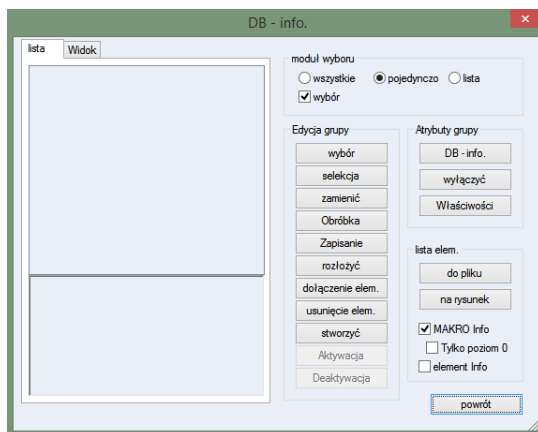 DB - info.
lista Widok
moduł wyboru
wszystkie pojedynczo lista
wybór
Edycja grupy
wybór
selekcja
zamienić
Obróbka
Zapisanie
rozłożyć
dołączenie elem.
usunięcie elem.
stworzyć
Aktywacja
Deaktywacja
Atrybuty grupy
DB - info.
wyłączyć
Właściwości
lista elem.
do pliku
na rysunek
MAKRO Info
Tylko poziom 0
element Info
powrót